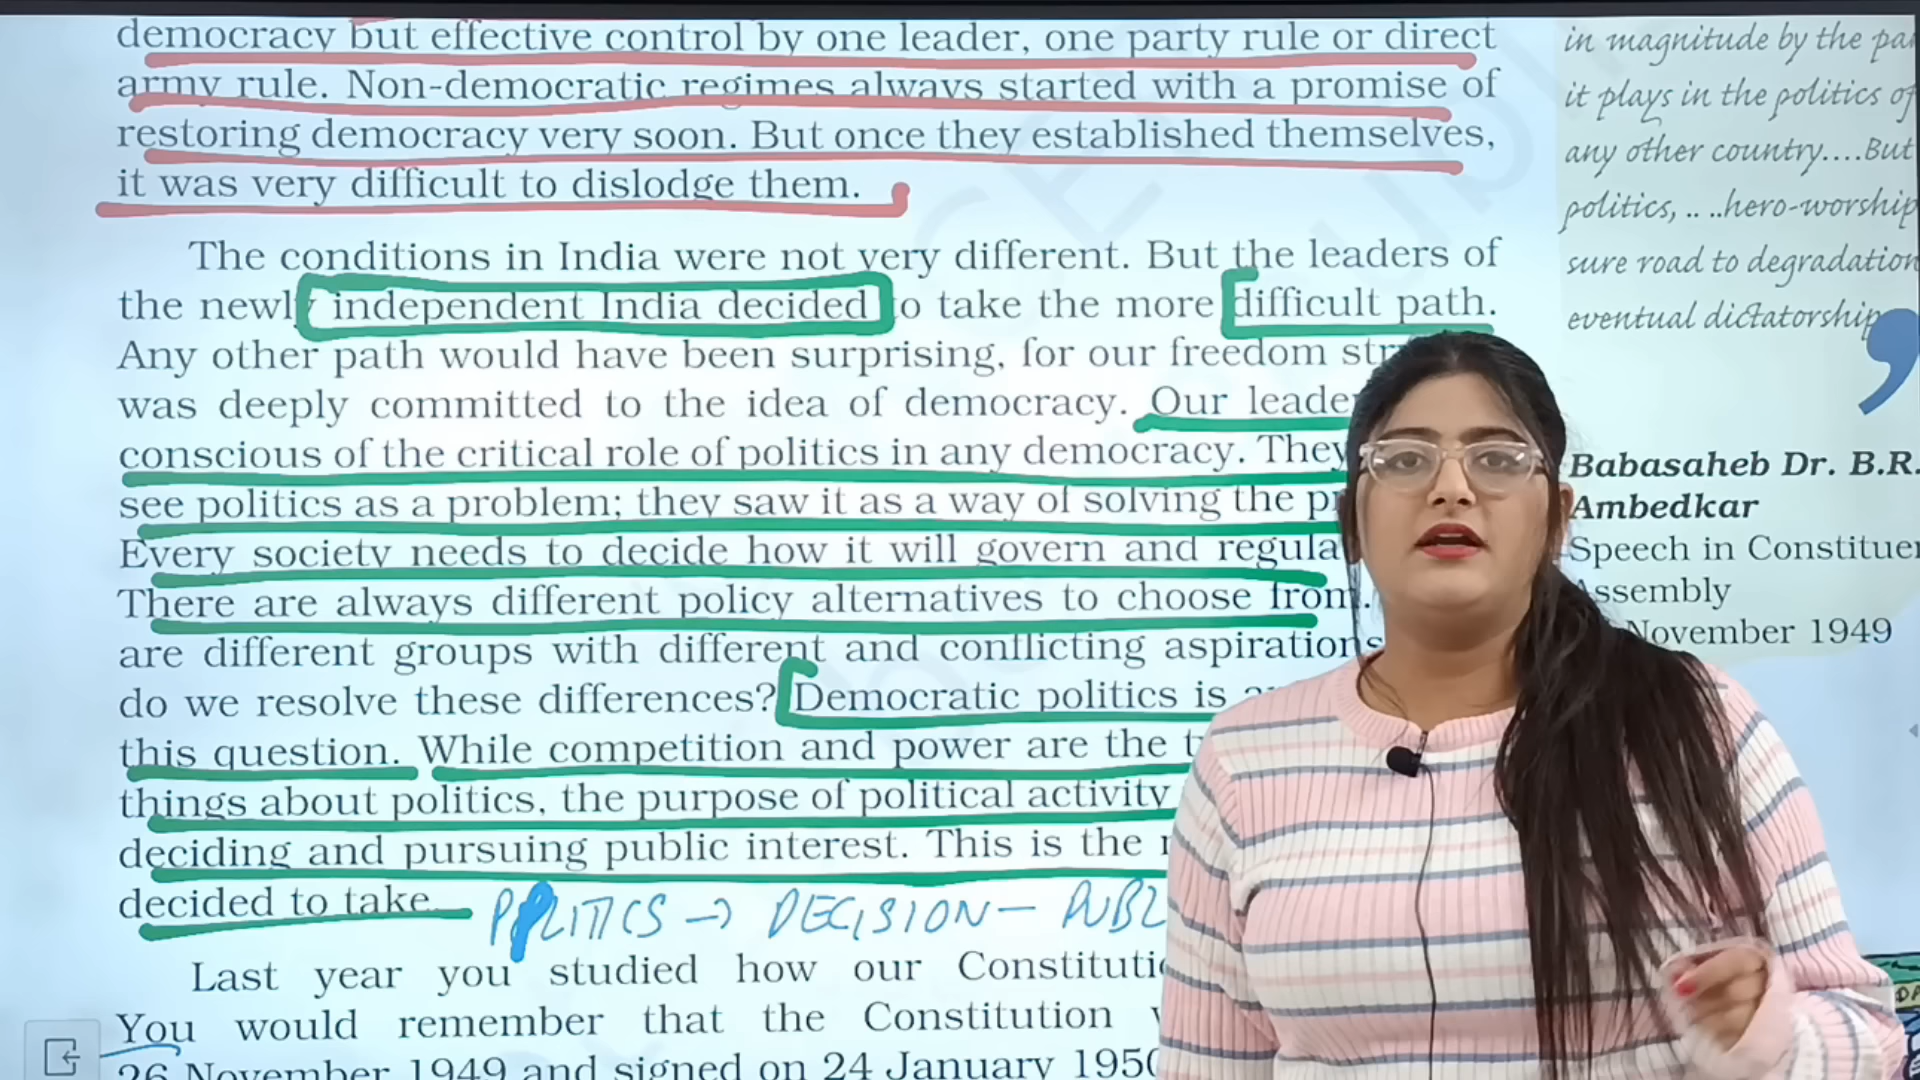 democracy but effective control by one leader, one party rule or direct
army rule. Non-democratic regimes always started with a promise of
restoring democracy very soon. But once they established themselves,
it was very difficult to dislodge them.
The conditions in India were not very different. But the leaders of
the newly independent India decided to take the more difficult path.
Any other path would have been surprising, for our freedom
was deeply committed to the idea of democracy. Our
conscious of the critical role of politics in any democracy. They
see politics as a problem; they saw it as a way of solving the
Every society needs to decide how it will govern and
There are always different policy alternatives to choose from.
are different groups with different and conflicting aspirations
do we resolve these differences? Democratic politics is
this question. While competition and power are the
things about politics, the purpose of political activity
deciding and pursuing public interest. This is the
decided to take.
POLITICS → DECISION –
Last year you studied how our
You would remember that the Constitution
26 November 1949 and signed on 24 January 1950
in magnitude by the
it plays in the politics of
any other country....But
politics, .. ..hero-worship
sure road to degradation
eventual dictatorship
Babasaheb Dr. B.R.
Ambedkar
Speech in
Assembly
November 1949